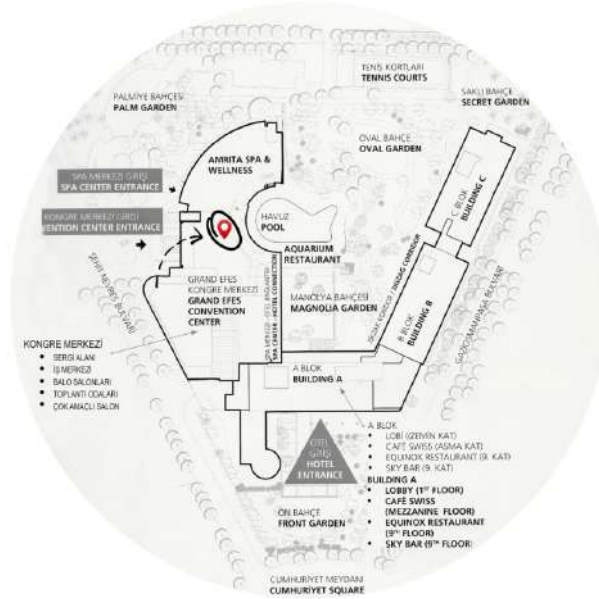 TENİS KORTLARI
TENNIS COURTS
SAKLI BAHÇE
SECRET GARDEN
PALMİYE BAHÇESİ
PALM GARDEN
OVAL BAHÇE
OVAL GARDEN
AMRITA SPA &
WELLNESS
SPA MERKEZİ GİRİŞİ
SPA CENTER ENTRANCE
KONGRE MERKEZİ GİRİŞİ
VENTION CENTER ENTRANCE
HAVUZ
POOL
AQUARIUM
RESTAURANT
C BLOK
BUILDING C
ŞEHİT NEVRES BULVARI
GRAND EFES
KONGRE MERKEZİ
GRAND EFES
CONVENTION
CENTER
SPA CENTER - HOTEL CONNECTION
MANOLYA BAHÇESİ
MAGNOLIA GARDEN
B BLOK
BUILDING B
GAZİOSMANPAŞA BULVARI
KONGRE MERKEZİ
• SERGİ ALANI
• İŞ MERKEZİ
• BALO SALONLARI
• TOPLANTI ODALARI
• ÇOK AMAÇLI SALON
A BLOK
BUILDING A
OTEL
GİRİŞİ
HOTEL
ENTRANCE
A BLOK
• LOBİ (ZEMİN KAT)
• CAFÉ SWISS (ASMA KAT)
• EQUINOX RESTAURANT (9. KAT)
• SKY BAR (9. KAT)
BUILDING A
• LOBBY (1ST FLOOR)
• CAFÉ SWISS
(MEZZANINE FLOOR)
• EQUINOX RESTAURANT
(9TH FLOOR)
• SKY BAR (9TH FLOOR)
ÖN BAHÇE
FRONT GARDEN
CUMHURİYET MEYDANI
CUMHURİYET SQUARE